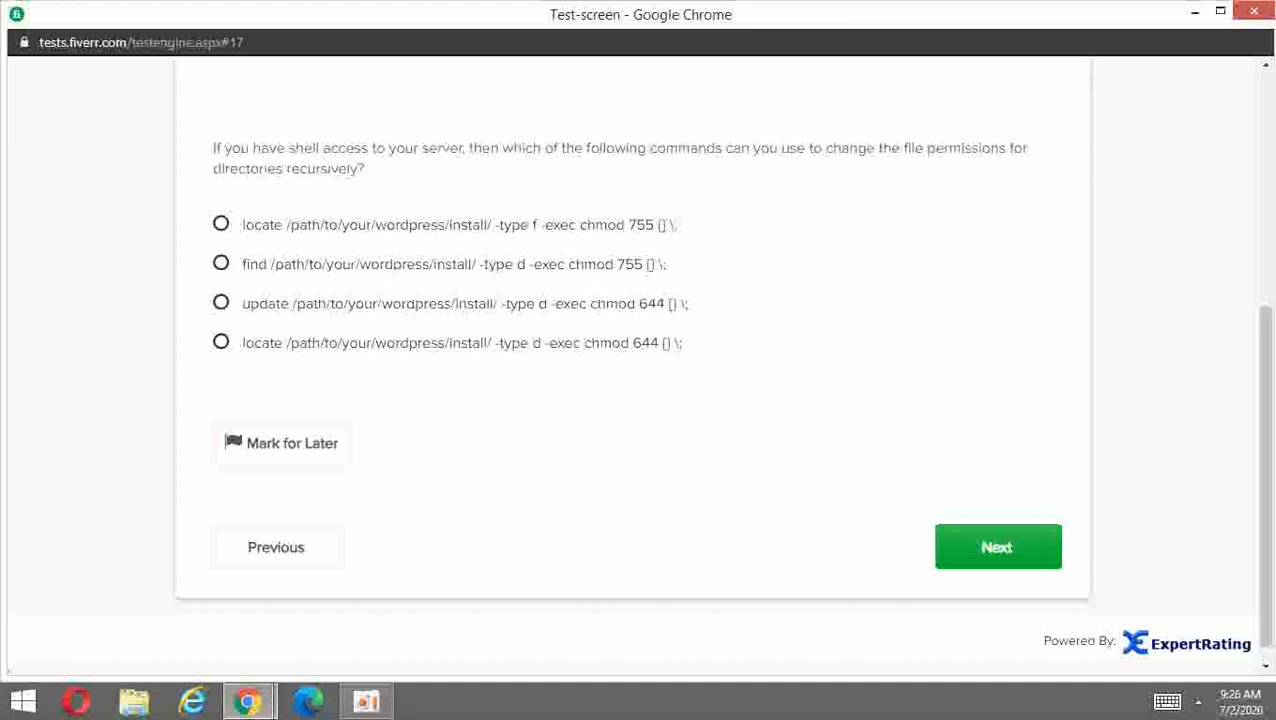 Test-screen - Google Chrome
tests.fiverr.com/testengine.aspx#17
If you have shell access to your server, then which of the following commands can you use to change the file permissions for
directories recursively?
locate /path/to/your/wordpress/install/ -type f -exec chmod 755 {} \;
find /path/to/your/wordpress/install/ -type d -exec chmod 755 {} \;
update /path/to/your/wordpress/install/ -type d -exec chmod 644 {} \;
locate /path/to/your/wordpress/install/ -type d -exec chmod 644 {} \;
Mark for Later
Previous
Next
Powered By: ExpertRating
9:26 AM
7/2/2020